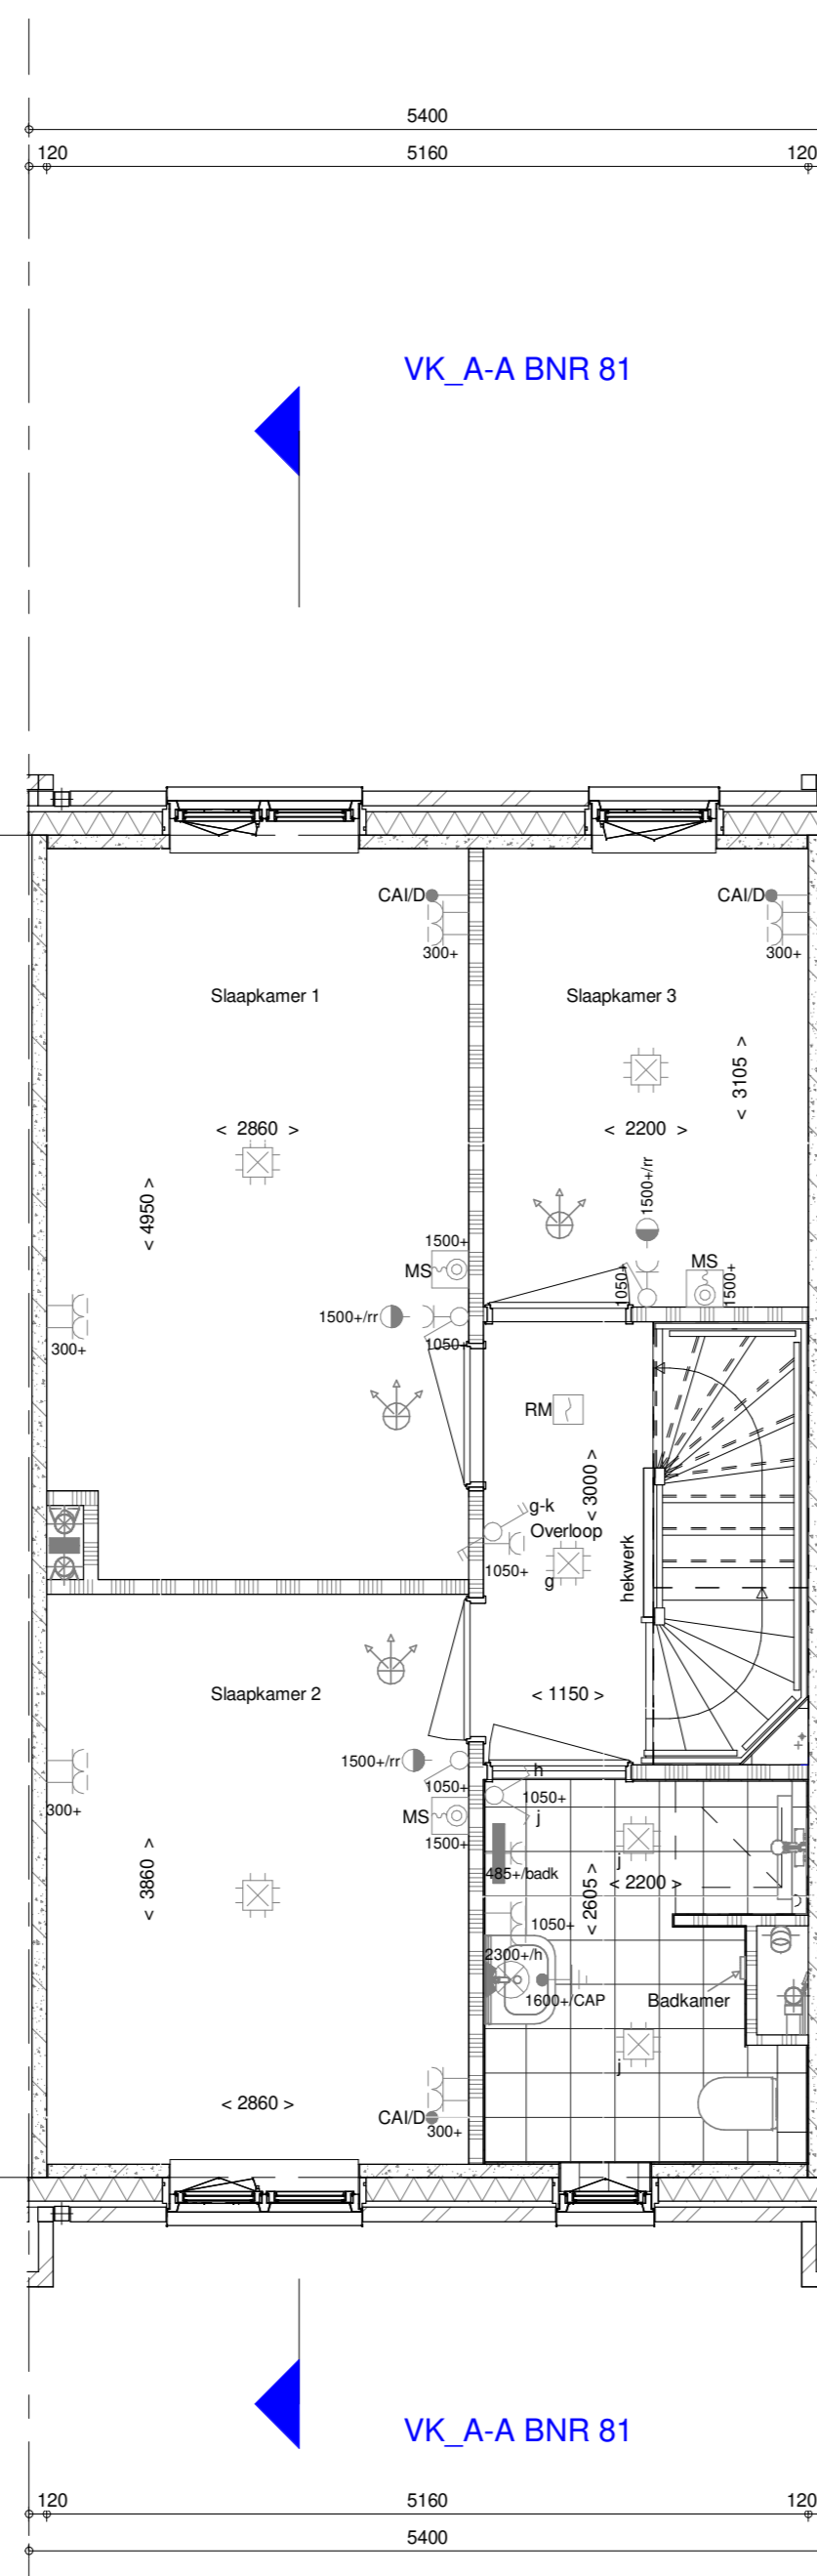 5400
120 5160 120
VK_A-A BNR 81
CAI/D
300+
CAI/D
300+
Slaapkamer 1
Slaapkamer 3
< 3105 >
< 2860 >
< 2200 >
< 4950 >
1500+/rr
1500+
MS
MS
1500+
1050+
1500+/rr
1050+
300+
RM
< 3000 >
g-k
Overloop
1050+
g
hekwerk
Slaapkamer 2
< 1150 >
1500+/rr
1050+
h
1050+
j
300+
MS
1500+
j
485+/badk
< 2605 >
< 2200 >
< 3860 >
1050+
2300+/h
1600+/CAP
Badkamer
j
< 2860 >
CAI/D
300+
VK_A-A BNR 81
120 5160 120
5400